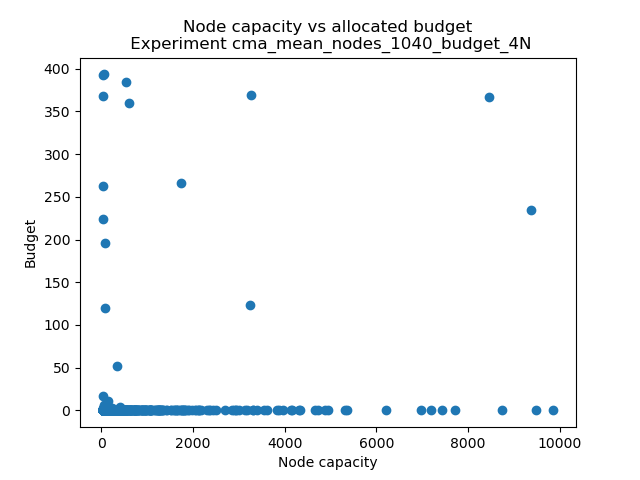 Node capacity vs allocated budget
Experiment cma_mean_nodes_1040_budget_4N
400
350
300
250
200
150
100
50
0
Budget
0 2000 4000 6000 8000 10000
Node capacity